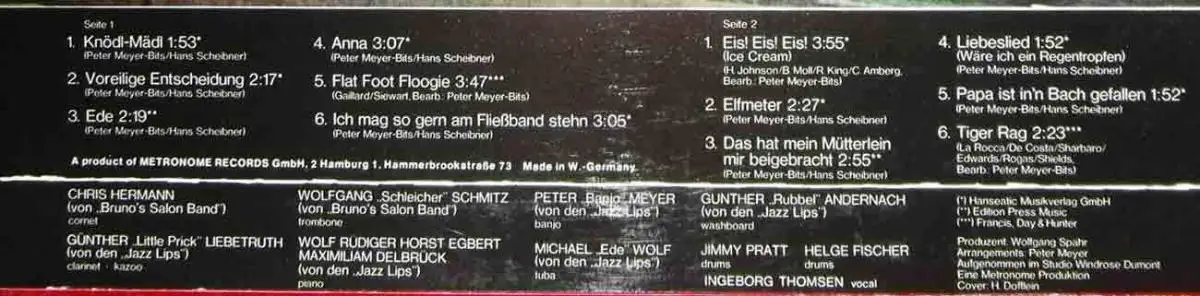 Seite 1
1. Knödl-Mädl 1:53*
(Peter Meyer-Bits/Hans Scheibner)
2. Voreilige Entscheidung 2:17*
(Peter Meyer-Bits/Hans Scheibner)
3. Ede 2:19**
(Peter Meyer-Bits/Hans Scheibner)
4. Anna 3:07*
(Peter Meyer-Bits/Hans Scheibner)
5. Flat Foot Floogie 3:47***
(Gaillard/Siewart, Bearb.: Peter Meyer-Bits)
6. Ich mag so gern am Fließband stehn 3:05*
(Peter Meyer-Bits/Hans Scheibner)
Seite 2
1. Eis! Eis! Eis! 3:55*
(Ice Cream)
(H. Johnson/B. Moll/R. King/C. Amberg,
Bearb.: Peter Meyer-Bits)
2. Elfmeter 2:27*
(Peter Meyer-Bits/Hans Scheibner)
3. Das hat mein Mütterlein
mir beigebracht 2:55**
(Peter Meyer-Bits/Hans Scheibner)
4. Liebeslied 1:52*
(Wäre ich ein Regentropfen)
(Peter Meyer-Bits/Hans Scheibner)
5. Papa ist in'n Bach gefallen 1:52*
(Peter Meyer-Bits/Hans Scheibner)
6. Tiger Rag 2:23***
(La Rocca/De Costa/Sharbaro/
Edwards/Rogas/Shields,
Bearb.: Peter Meyer-Bits)
A product of METRONOME RECORDS GmbH, 2 Hamburg 1, Hammerbrookstraße 73 Made in W.-Germany
CHRIS HERMANN
(von „Bruno's Salon Band")
cornet
GÜNTHER „Little Prick" LIEBETRUTH
(von den „Jazz Lips")
clarinet · kazoo
WOLFGANG „Schleicher" SCHMITZ
(von „Bruno's Salon Band")
trombone
WOLF RÜDIGER HORST EGBERT
MAXIMILIAM DELBRÜCK
(von den „Jazz Lips")
piano
PETER „Banjo" MEYER
(von den „Jazz Lips")
banjo
MICHAEL „Ede" WOLF
(von den „Jazz Lips")
tuba
GUNTHER „Rubbel" ANDERNACH
(von den „Jazz Lips")
washboard
JIMMY PRATT
drums
HELGE FISCHER
drums
INGEBORG THOMSEN vocal
(*) Hanseatic Musikverlag GmbH
(**) Edition Press Music
(***) Francis, Day & Hunter
Produzent: Wolfgang Spahr
Arrangements: Peter Meyer
Aufgenommen im Studio Windrose Dumont
Eine Metronome Produktion
Cover: H. Dofflein